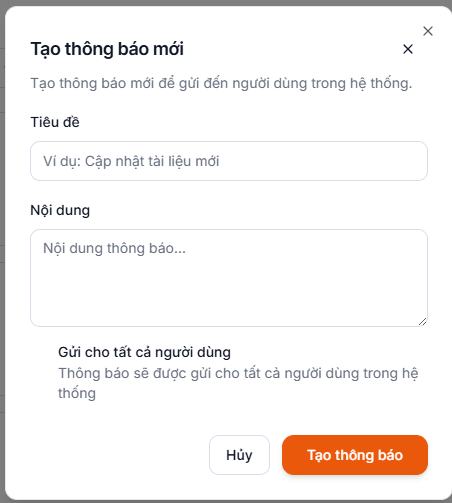 Tạo thông báo mới
Tạo thông báo mới để gửi đến người dùng trong hệ thống.
Tiêu đề
Ví dụ: Cập nhật tài liệu mới
Nội dung
Nội dung thông báo...
Gửi cho tất cả người dùng
Thông báo sẽ được gửi cho tất cả người dùng trong hệ
thống
Hủy
Tạo thông báo